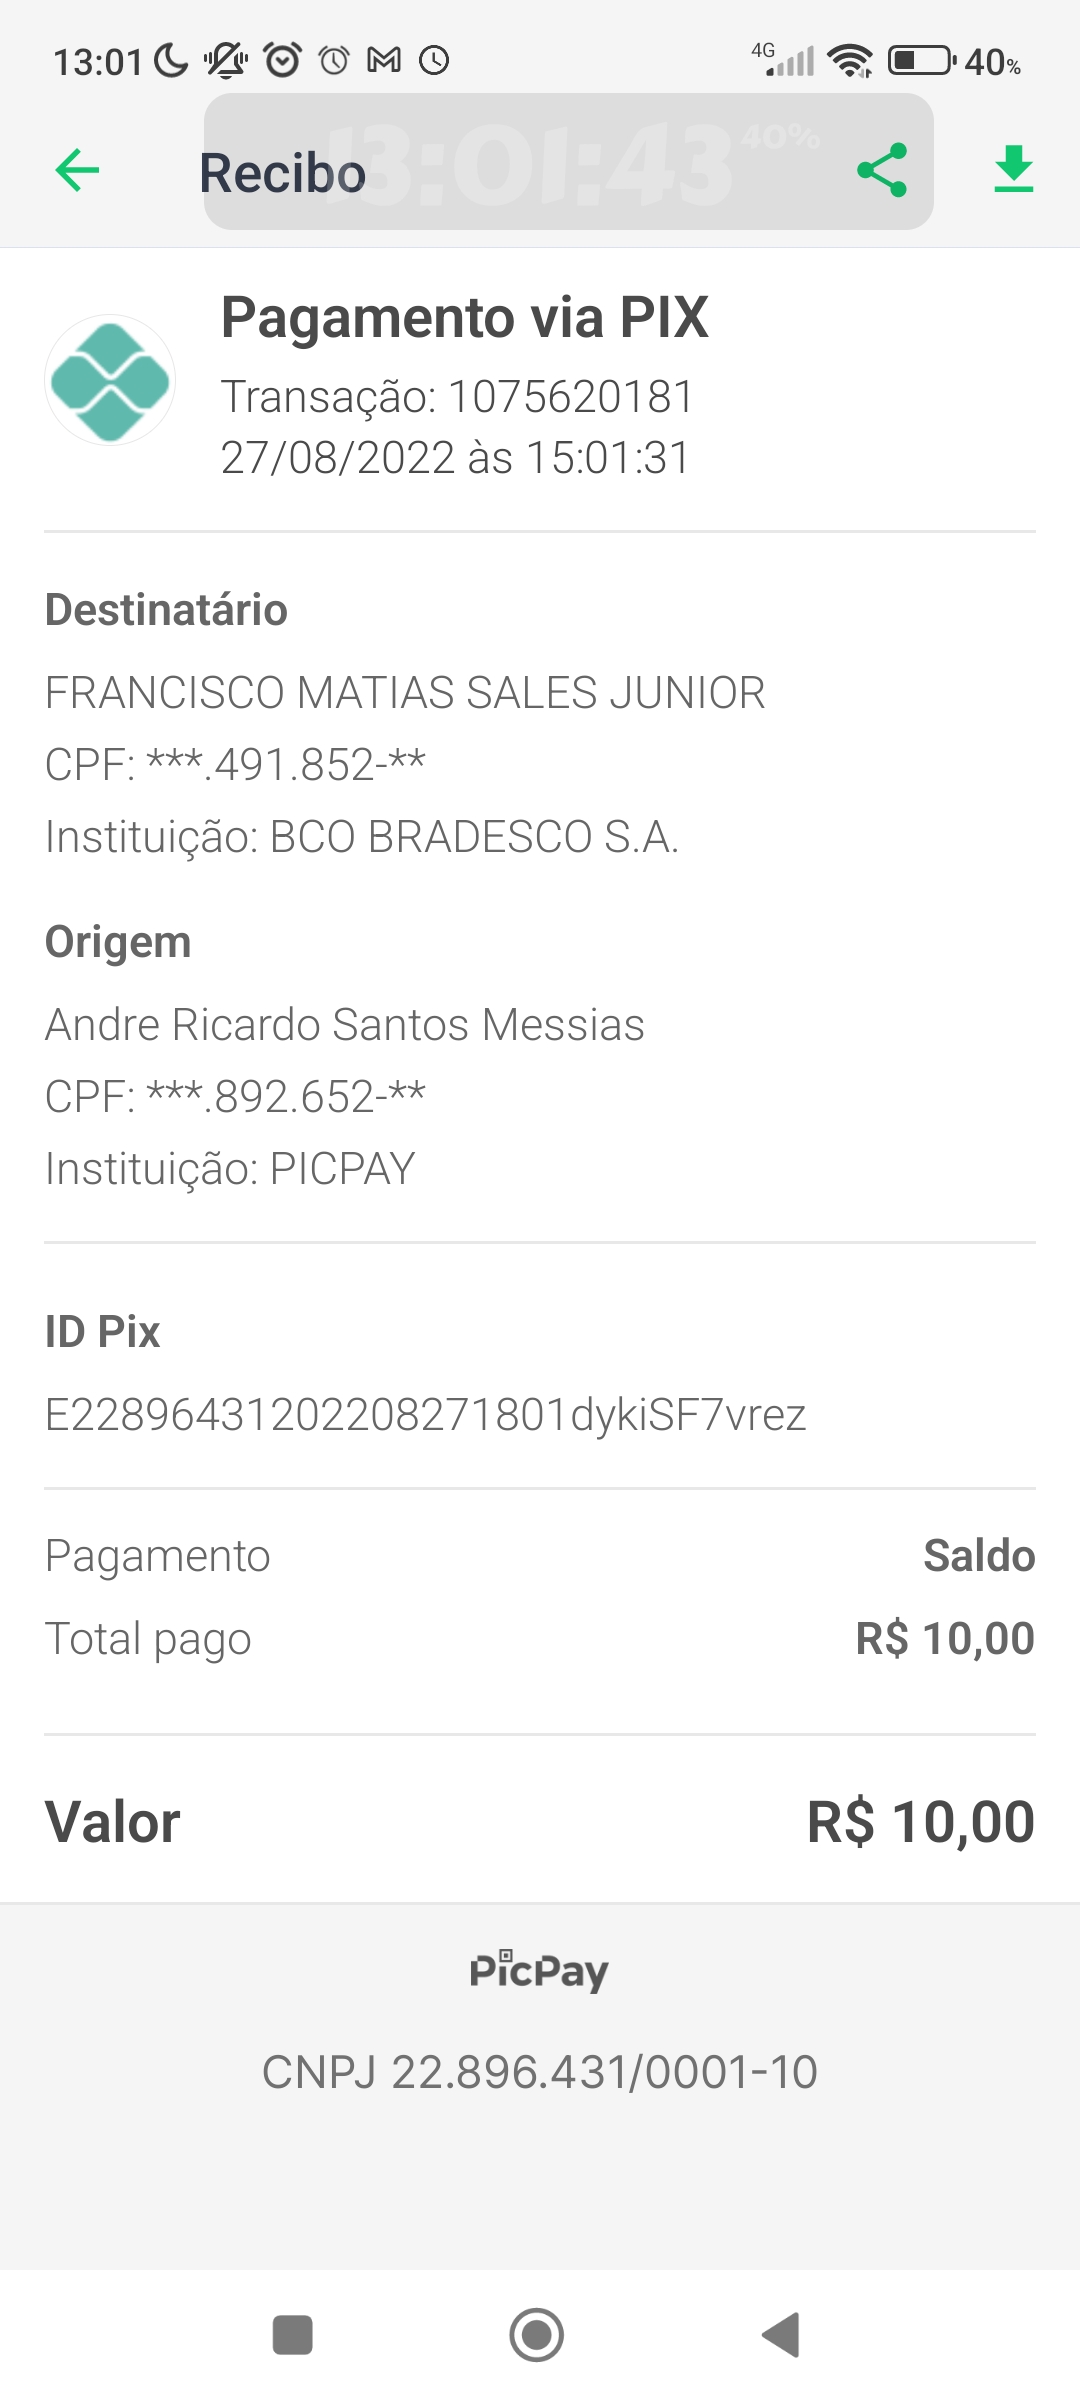 13:01
4G
40%
13:01:43 40%
Recibo
Pagamento via PIX
Transação: 1075620181
27/08/2022 às 15:01:31
Destinatário
FRANCISCO MATIAS SALES JUNIOR
CPF: ***.491.852-**
Instituição: BCO BRADESCO S.A.
Origem
Andre Ricardo Santos Messias
CPF: ***.892.652-**
Instituição: PICPAY
ID Pix
E22896431202208271801dykiSF7vrez
Pagamento Saldo
Total pago R$ 10,00
Valor R$ 10,00
PicPay
CNPJ 22.896.431/0001-10